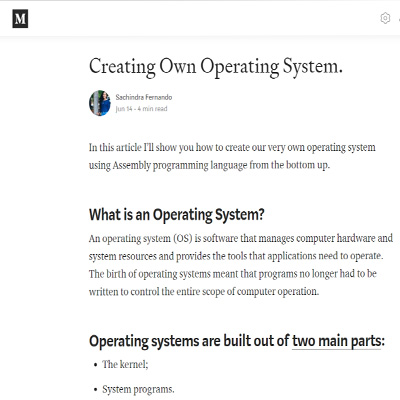 M
Creating Own Operating System.
Sachindra Fernando
Jun 14 · 4 min read
In this article I'll show you how to create our very own operating system
using Assembly programming language from the bottom up.
What is an Operating System?
An operating system (OS) is software that manages computer hardware and
system resources and provides the tools that applications need to operate.
The birth of operating systems meant that programs no longer had to be
written to control the entire scope of computer operation.
Operating systems are built out of two main parts:
• The kernel;
• System programs.